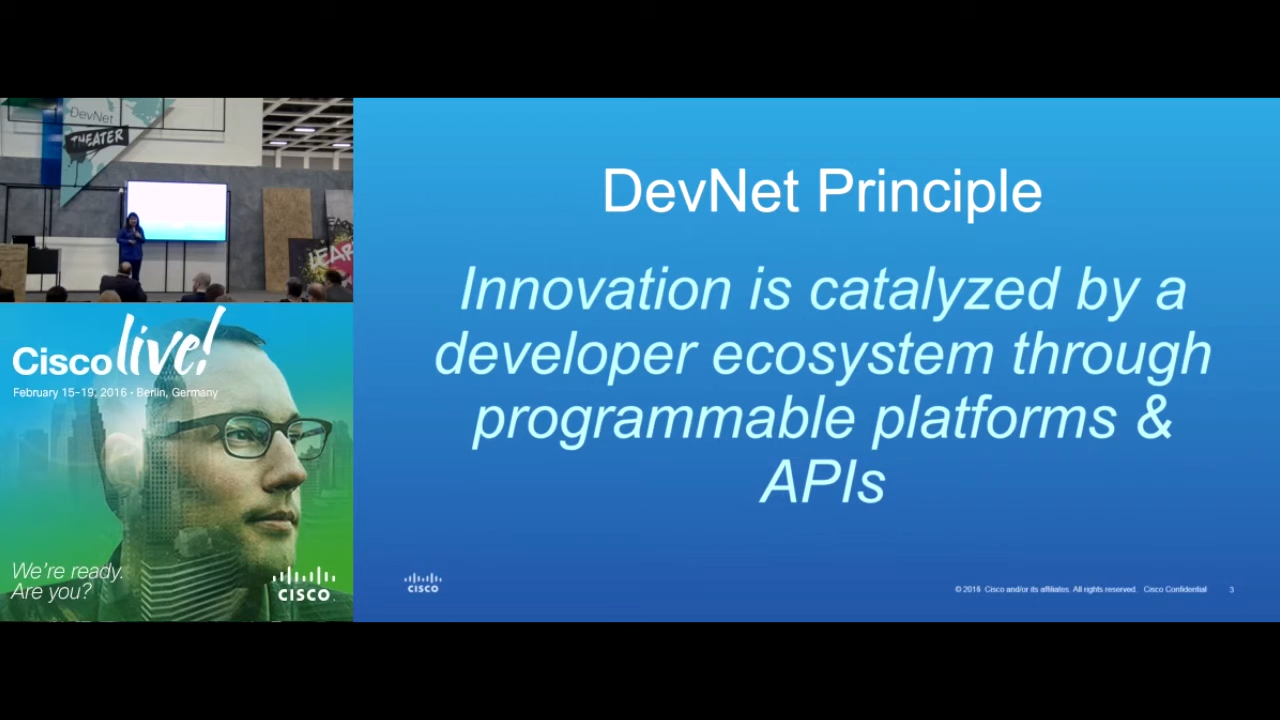 DevNet
THEATER
Cisco live!
February 15-19, 2016 • Berlin, Germany
We're ready.
Are you?
CISCO
DevNet Principle
Innovation is catalyzed by a
developer ecosystem through
programmable platforms &
APIs
CISCO
© 2016 Cisco and/or its affiliates. All rights reserved. Cisco Confidential 3